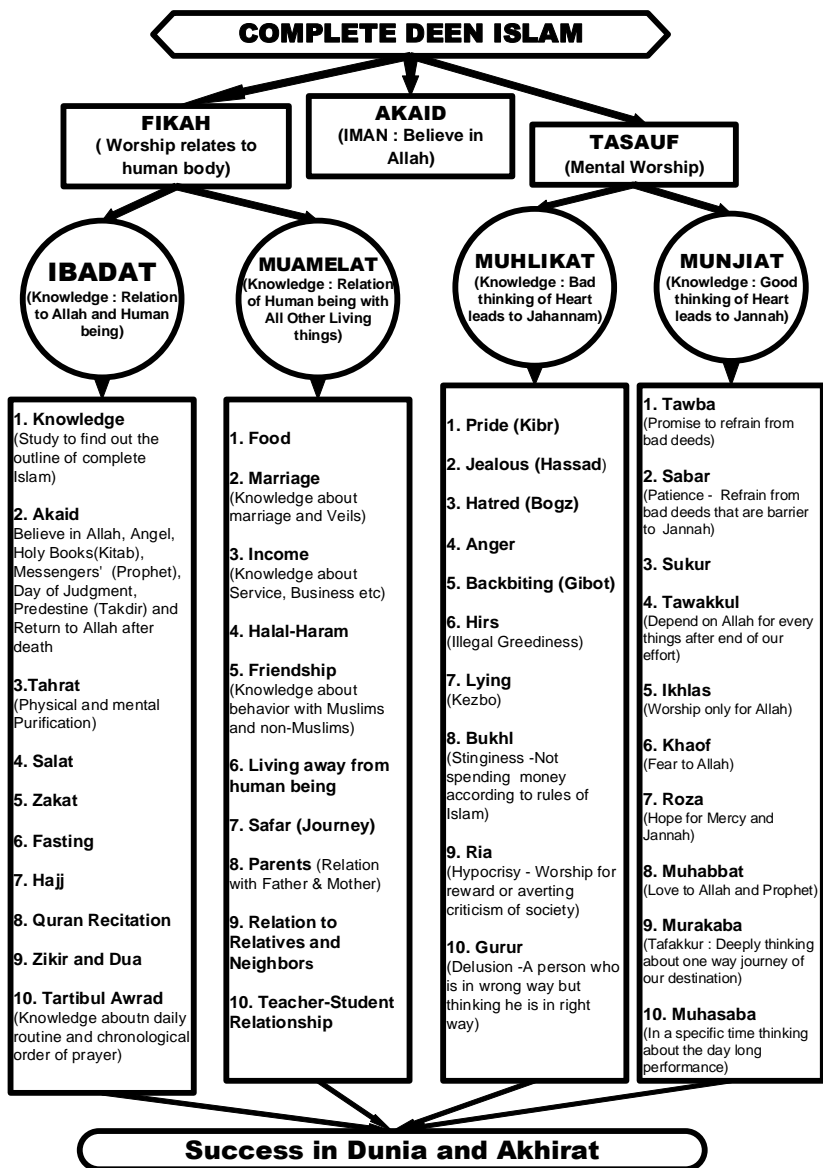 COMPLETE DEEN ISLAM
FIKAH
( Worship relates to
human body)
AKAID
(IMAN : Believe in
Allah)
TASAUF
(Mental Worship)
IBADAT
(Knowledge : Relation
to Allah and Human
being)
MUAMELAT
(Knowledge : Relation
of Human being with
All Other Living
things)
MUHLIKAT
(Knowledge : Bad
thinking of Heart
leads to Jahannam)
MUNJIAT
(Knowledge : Good
thinking of Heart
leads to Jannah)
1. Knowledge
(Study to find out the
outline of complete
Islam)
2. Akaid
Believe in Allah, Angel,
Holy Books(Kitab),
Messengers' (Prophet),
Day of Judgment,
Predestine (Takdir) and
Return to Allah after
death
3.Tahrat
(Physical and mental
Purification)
4. Salat
5. Zakat
6. Fasting
7. Hajj
8. Quran Recitation
9. Zikir and Dua
10. Tartibul Awrad
(Knowledge aboutn daily
routine and chronological
order of prayer)
1. Food
2. Marriage
(Knowledge about
marriage and Veils)
3. Income
(Knowledge about
Service, Business etc)
4. Halal-Haram
5. Friendship
(Knowledge about
behavior with Muslims
and non-Muslims)
6. Living away from
human being
7. Safar (Journey)
8. Parents (Relation
with Father & Mother)
9. Relation to
Relatives and
Neighbors
10. Teacher-Student
Relationship
1. Pride (Kibr)
2. Jealous (Hassad)
3. Hatred (Bogz)
4. Anger
5. Backbiting (Gibot)
6. Hirs
(Illegal Greediness)
7. Lying
(Kezbo)
8. Bukhl
(Stinginess -Not
spending money
according to rules of
Islam)
9. Ria
(Hypocrisy - Worship for
reward or averting
criticism of society)
10. Gurur
(Delusion -A person who
is in wrong way but
thinking he is in right
way)
1. Tawba
(Promise to refrain from
bad deeds)
2. Sabar
(Patience - Refrain from
bad deeds that are barrier
to Jannah)
3. Sukur
4. Tawakkul
(Depend on Allah for every
things after end of our
effort)
5. Ikhlas
(Worship only for Allah)
6. Khaof
(Fear to Allah)
7. Roza
(Hope for Mercy and
Jannah)
8. Muhabbat
(Love to Allah and Prophet)
9. Murakaba
(Tafakkur : Deeply thinking
about one way journey of
our destination)
10. Muhasaba
(In a specific time thinking
about the day long
performance)
Success in Dunia and Akhirat